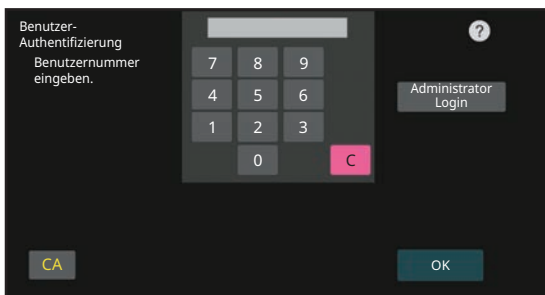 Benutzer-
Authentifizierung
Benutzernummer
eingeben.
?
7 8 9
4 5 6
1 2 3
0 C
Administrator
Login
CA
OK